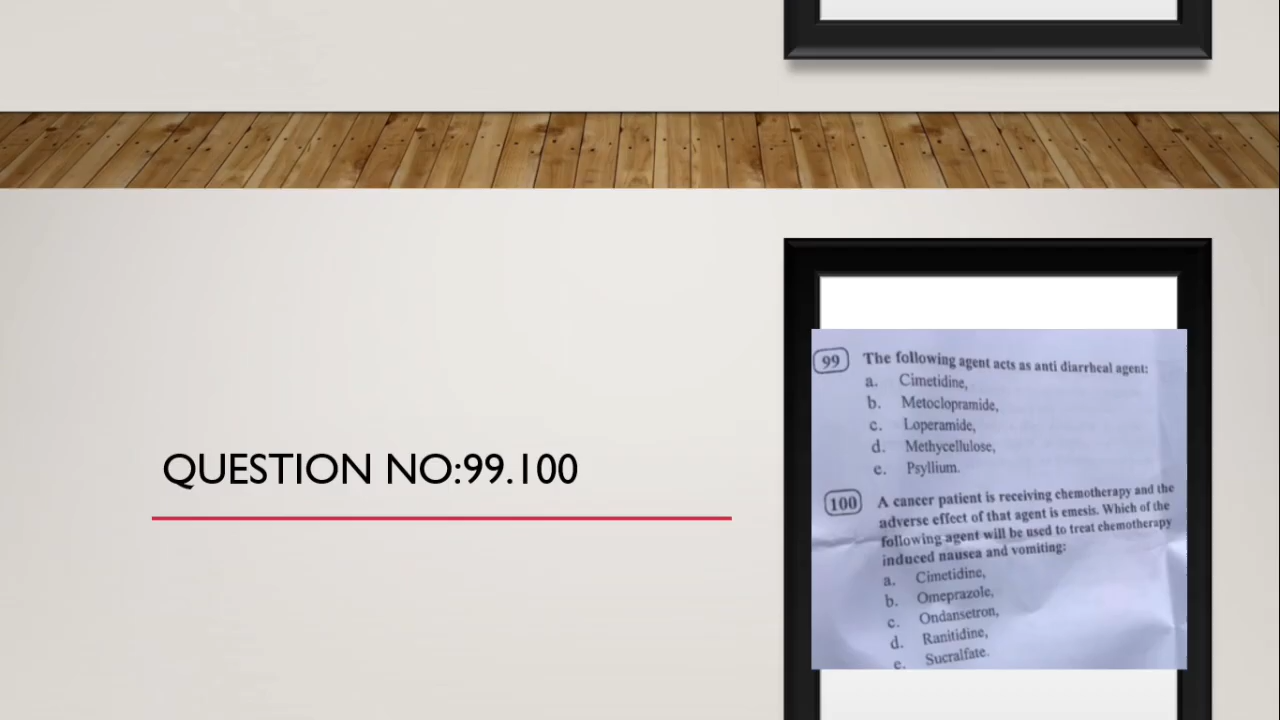 QUESTION NO:99.100
99 The following agent acts as anti diarrheal agent:
a. Cimetidine,
b. Metoclopramide,
c. Loperamide,
d. Methycellulose,
e. Psyllium.
100 A cancer patient is receiving chemotherapy and the
adverse effect of that agent is emesis. Which of the
following agent will be used to treat chemotherapy
induced nausea and vomiting:
a. Cimetidine,
b. Omeprazole,
c. Ondansetron,
d. Ranitidine,
e. Sucralfate.